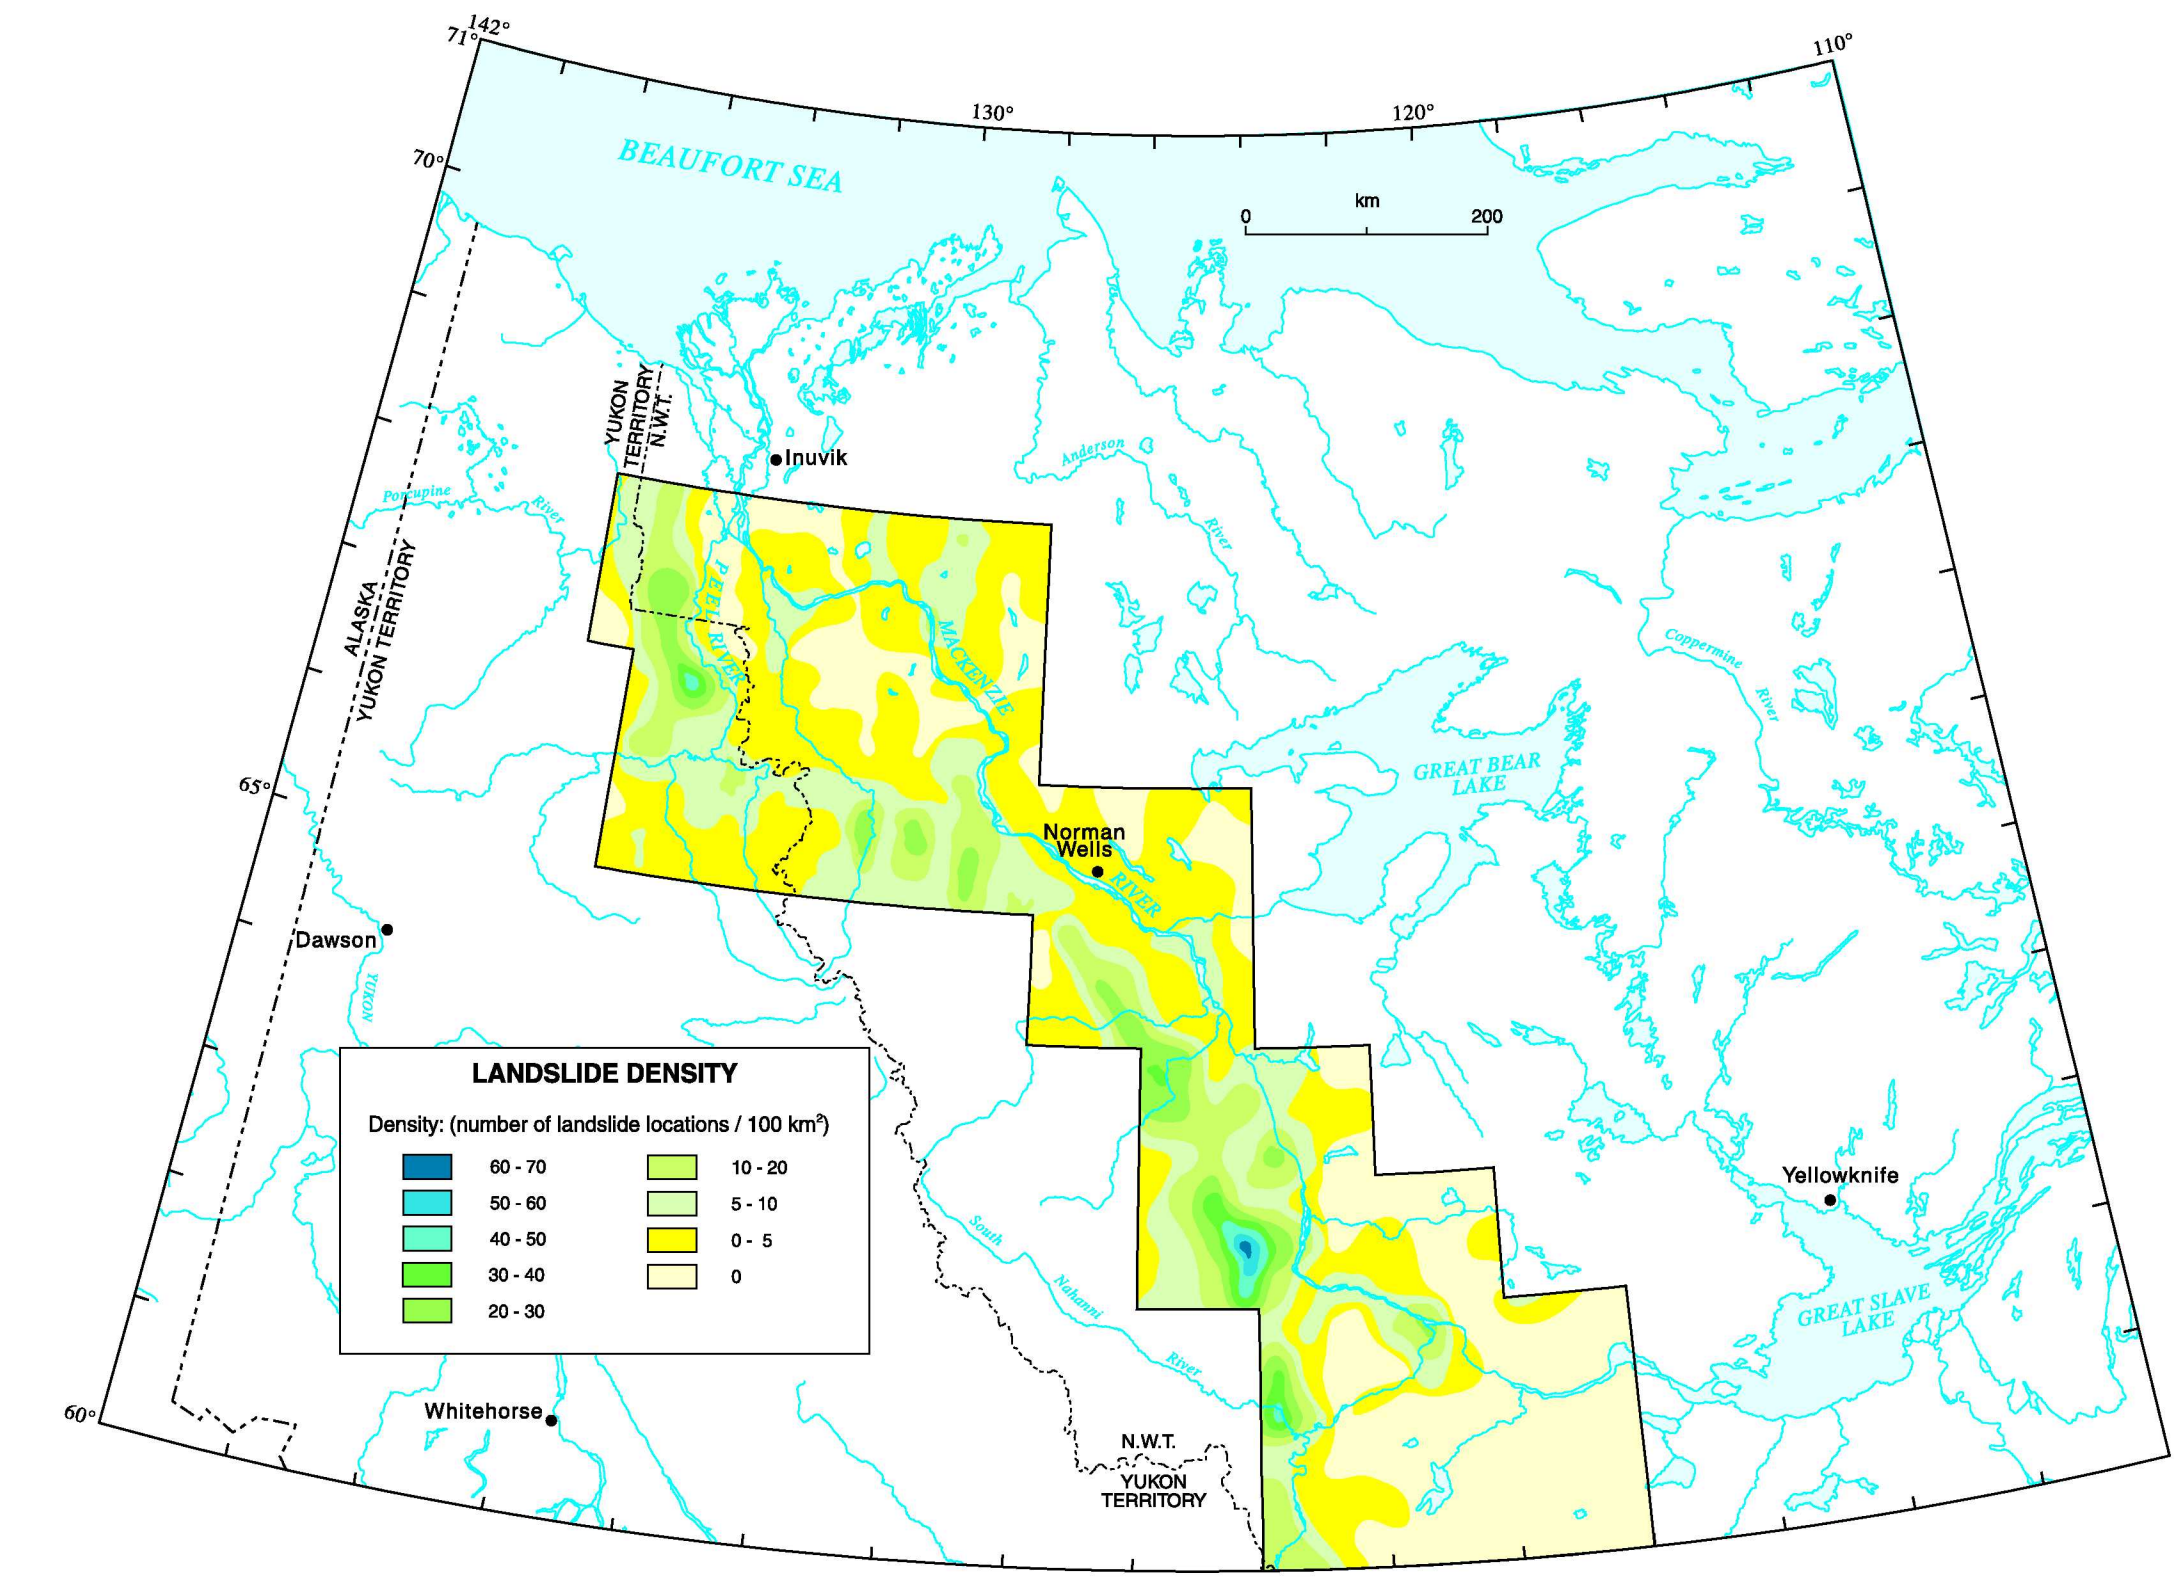 142°
71°
110°
130°
120°
70°
BEAUFORT SEA
km
0 200
YUKON
TERRITORY
N.W.T.
Inuvik
Anderson
River
Porcupine
River
PEEL RIVER
MACKENZIE
RIVER
ALASKA
YUKON TERRITORY
Coppermine
River
GREAT BEAR
LAKE
65°
Norman
Wells
Dawson
YUKON
LANDSLIDE DENSITY
Density: (number of landslide locations / 100 km²)
60 - 70 10 - 20
50 - 60 5 - 10
40 - 50 0 - 5
30 - 40 0
20 - 30
Yellowknife
South
Nahanni
River
GREAT SLAVE
LAKE
60°
Whitehorse
N.W.T.
YUKON
TERRITORY